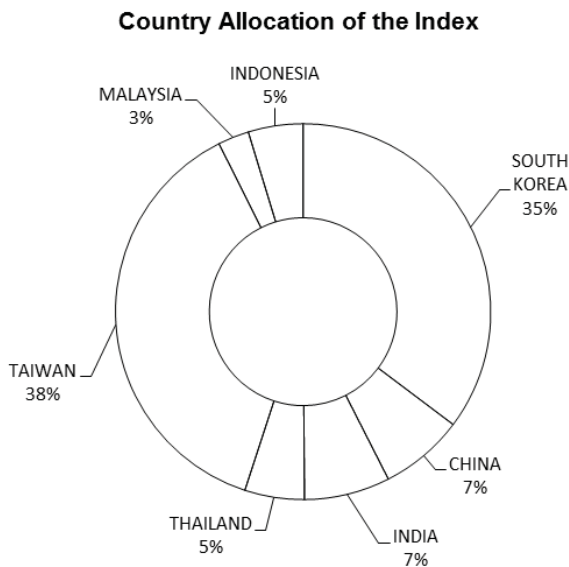 Country Allocation of the Index
INDONESIA
5%
MALAYSIA
3%
SOUTH
KOREA
35%
TAIWAN
38%
CHINA
7%
THAILAND
5%
INDIA
7%